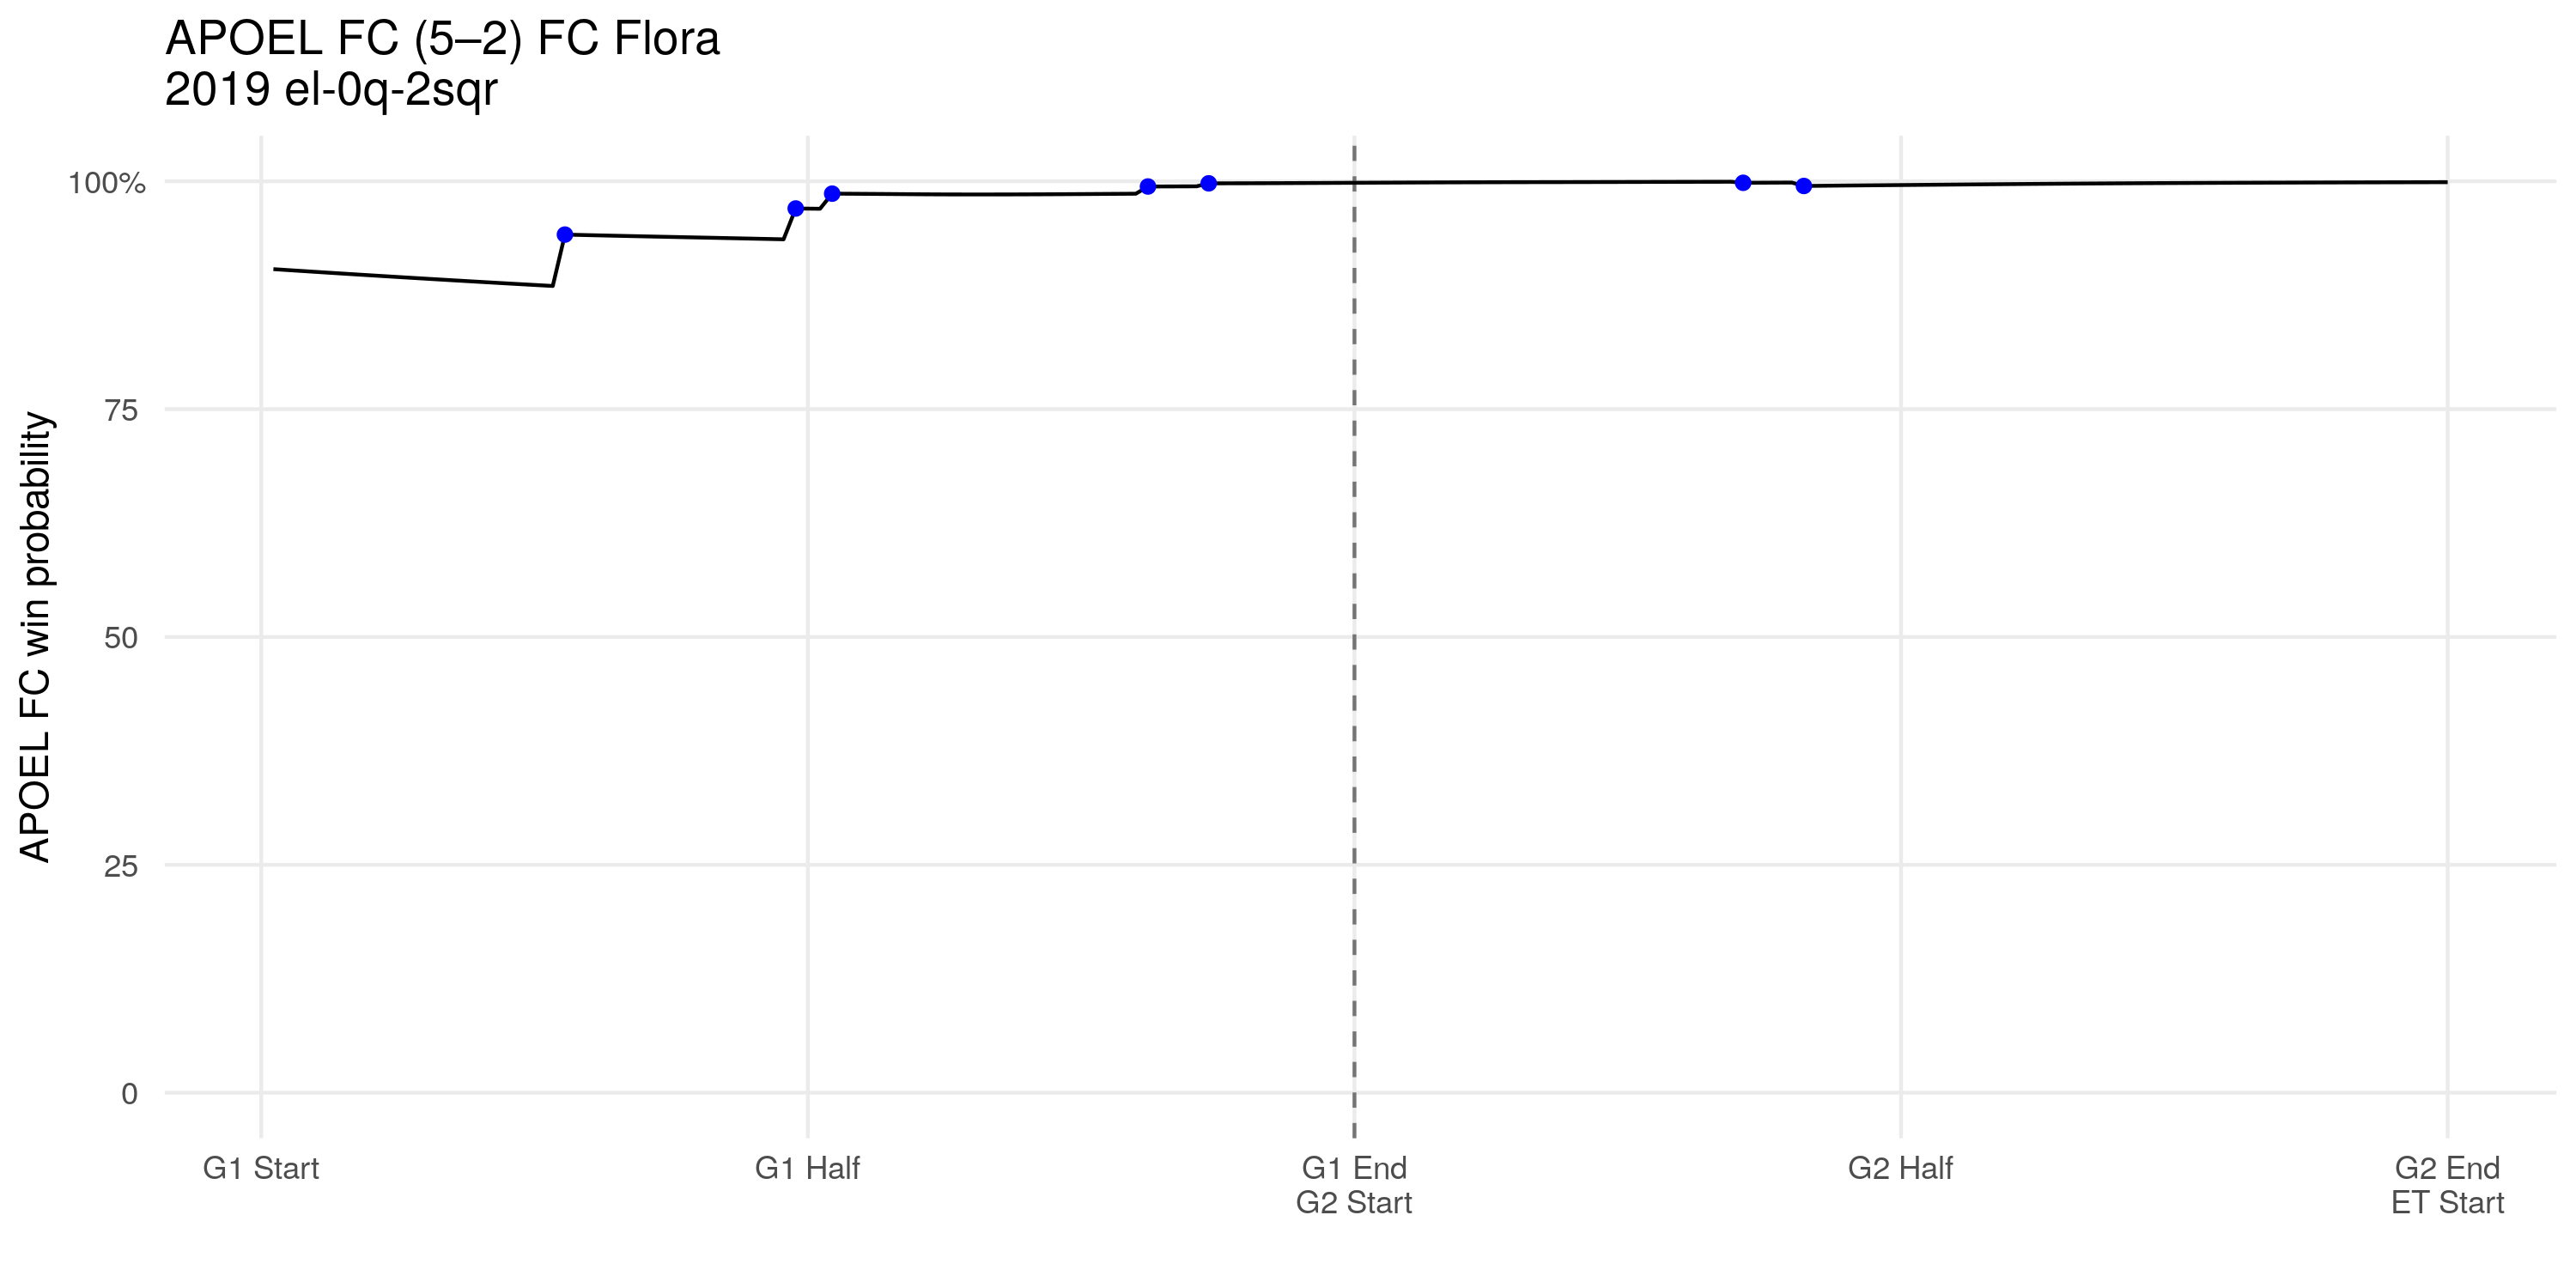 APOEL FC (5–2) FC Flora
2019 el-0q-2sqr
APOEL FC win probability
100%
75
50
25
0
G1 Start
G1 Half
G1 End
G2 Start
G2 Half
G2 End
ET Start